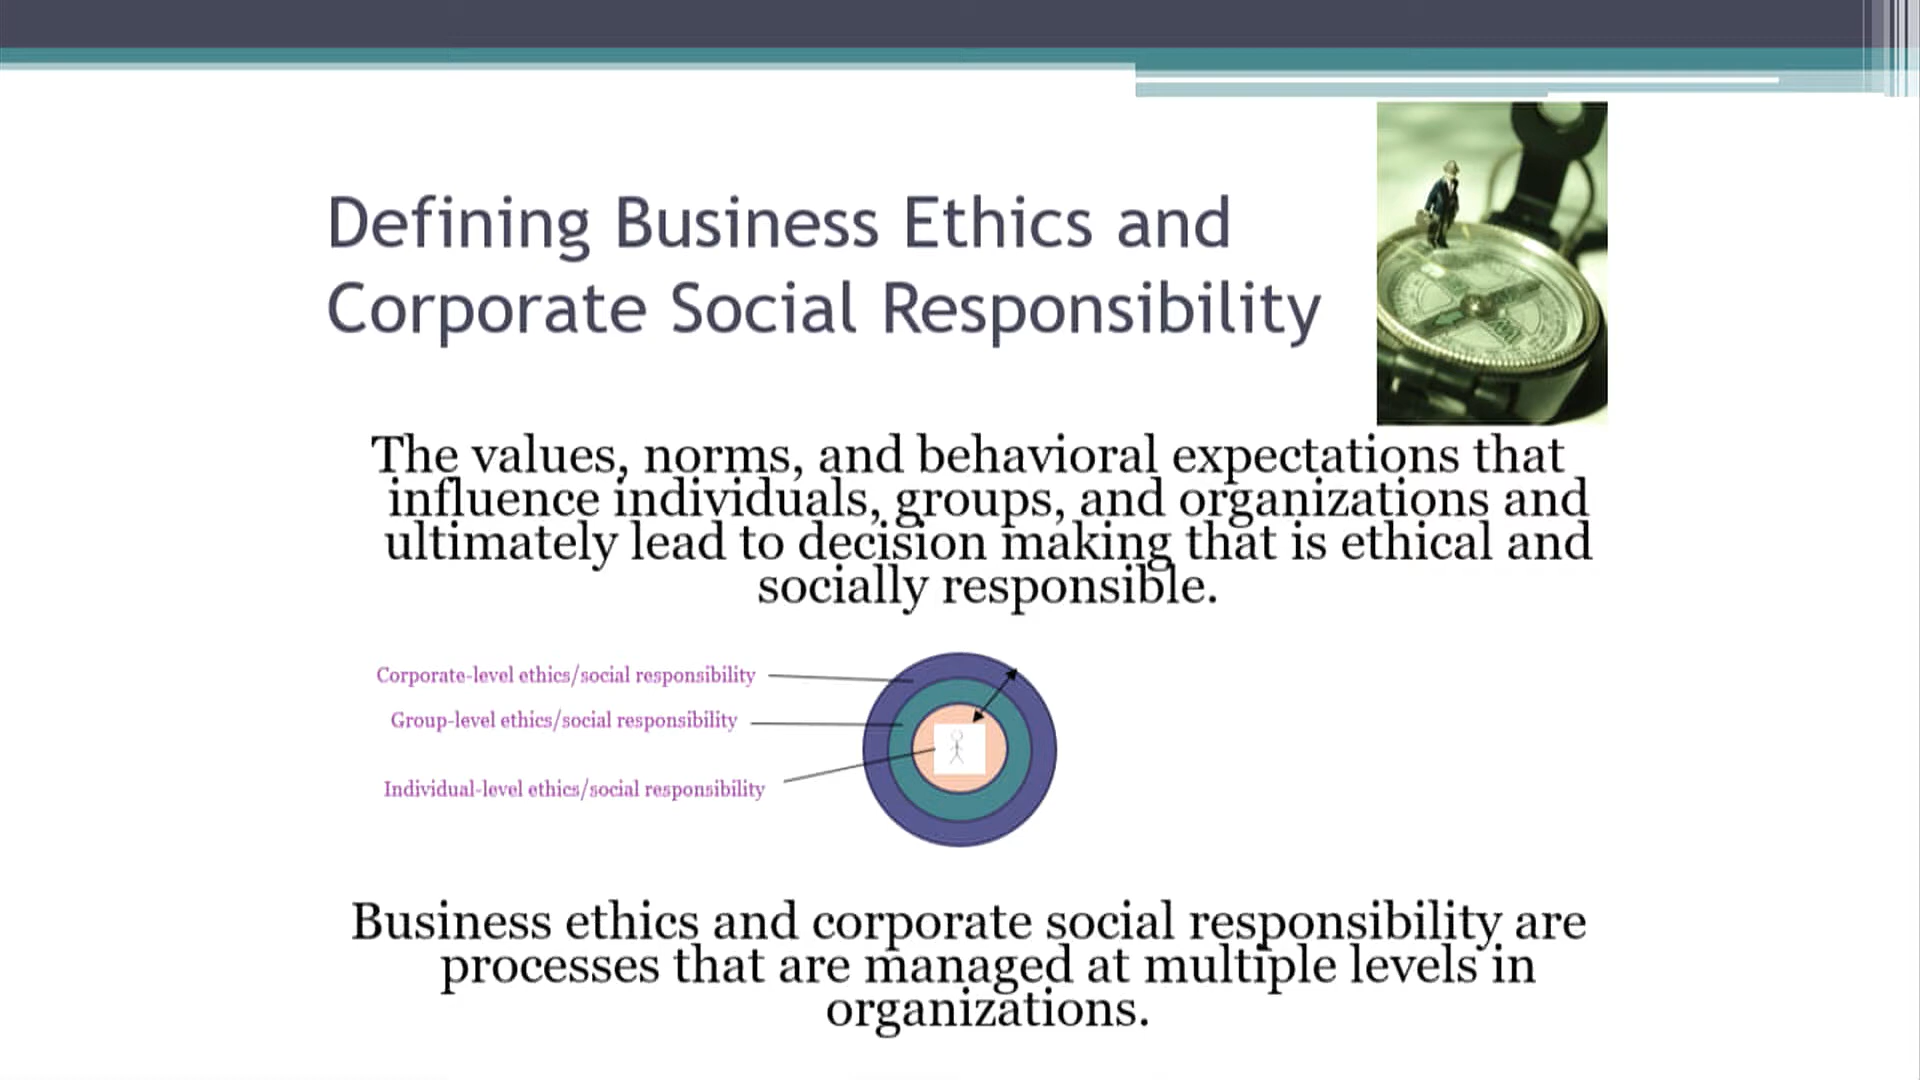 Defining Business Ethics and
Corporate Social Responsibility
The values, norms, and behavioral expectations that
influence individuals, groups, and organizations and
ultimately lead to decision making that is ethical and
socially responsible.
Corporate-level ethics/social responsibility
Group-level ethics/social responsibility
Individual-level ethics/social responsibility
Business ethics and corporate social responsibility are
processes that are managed at multiple levels in
organizations.